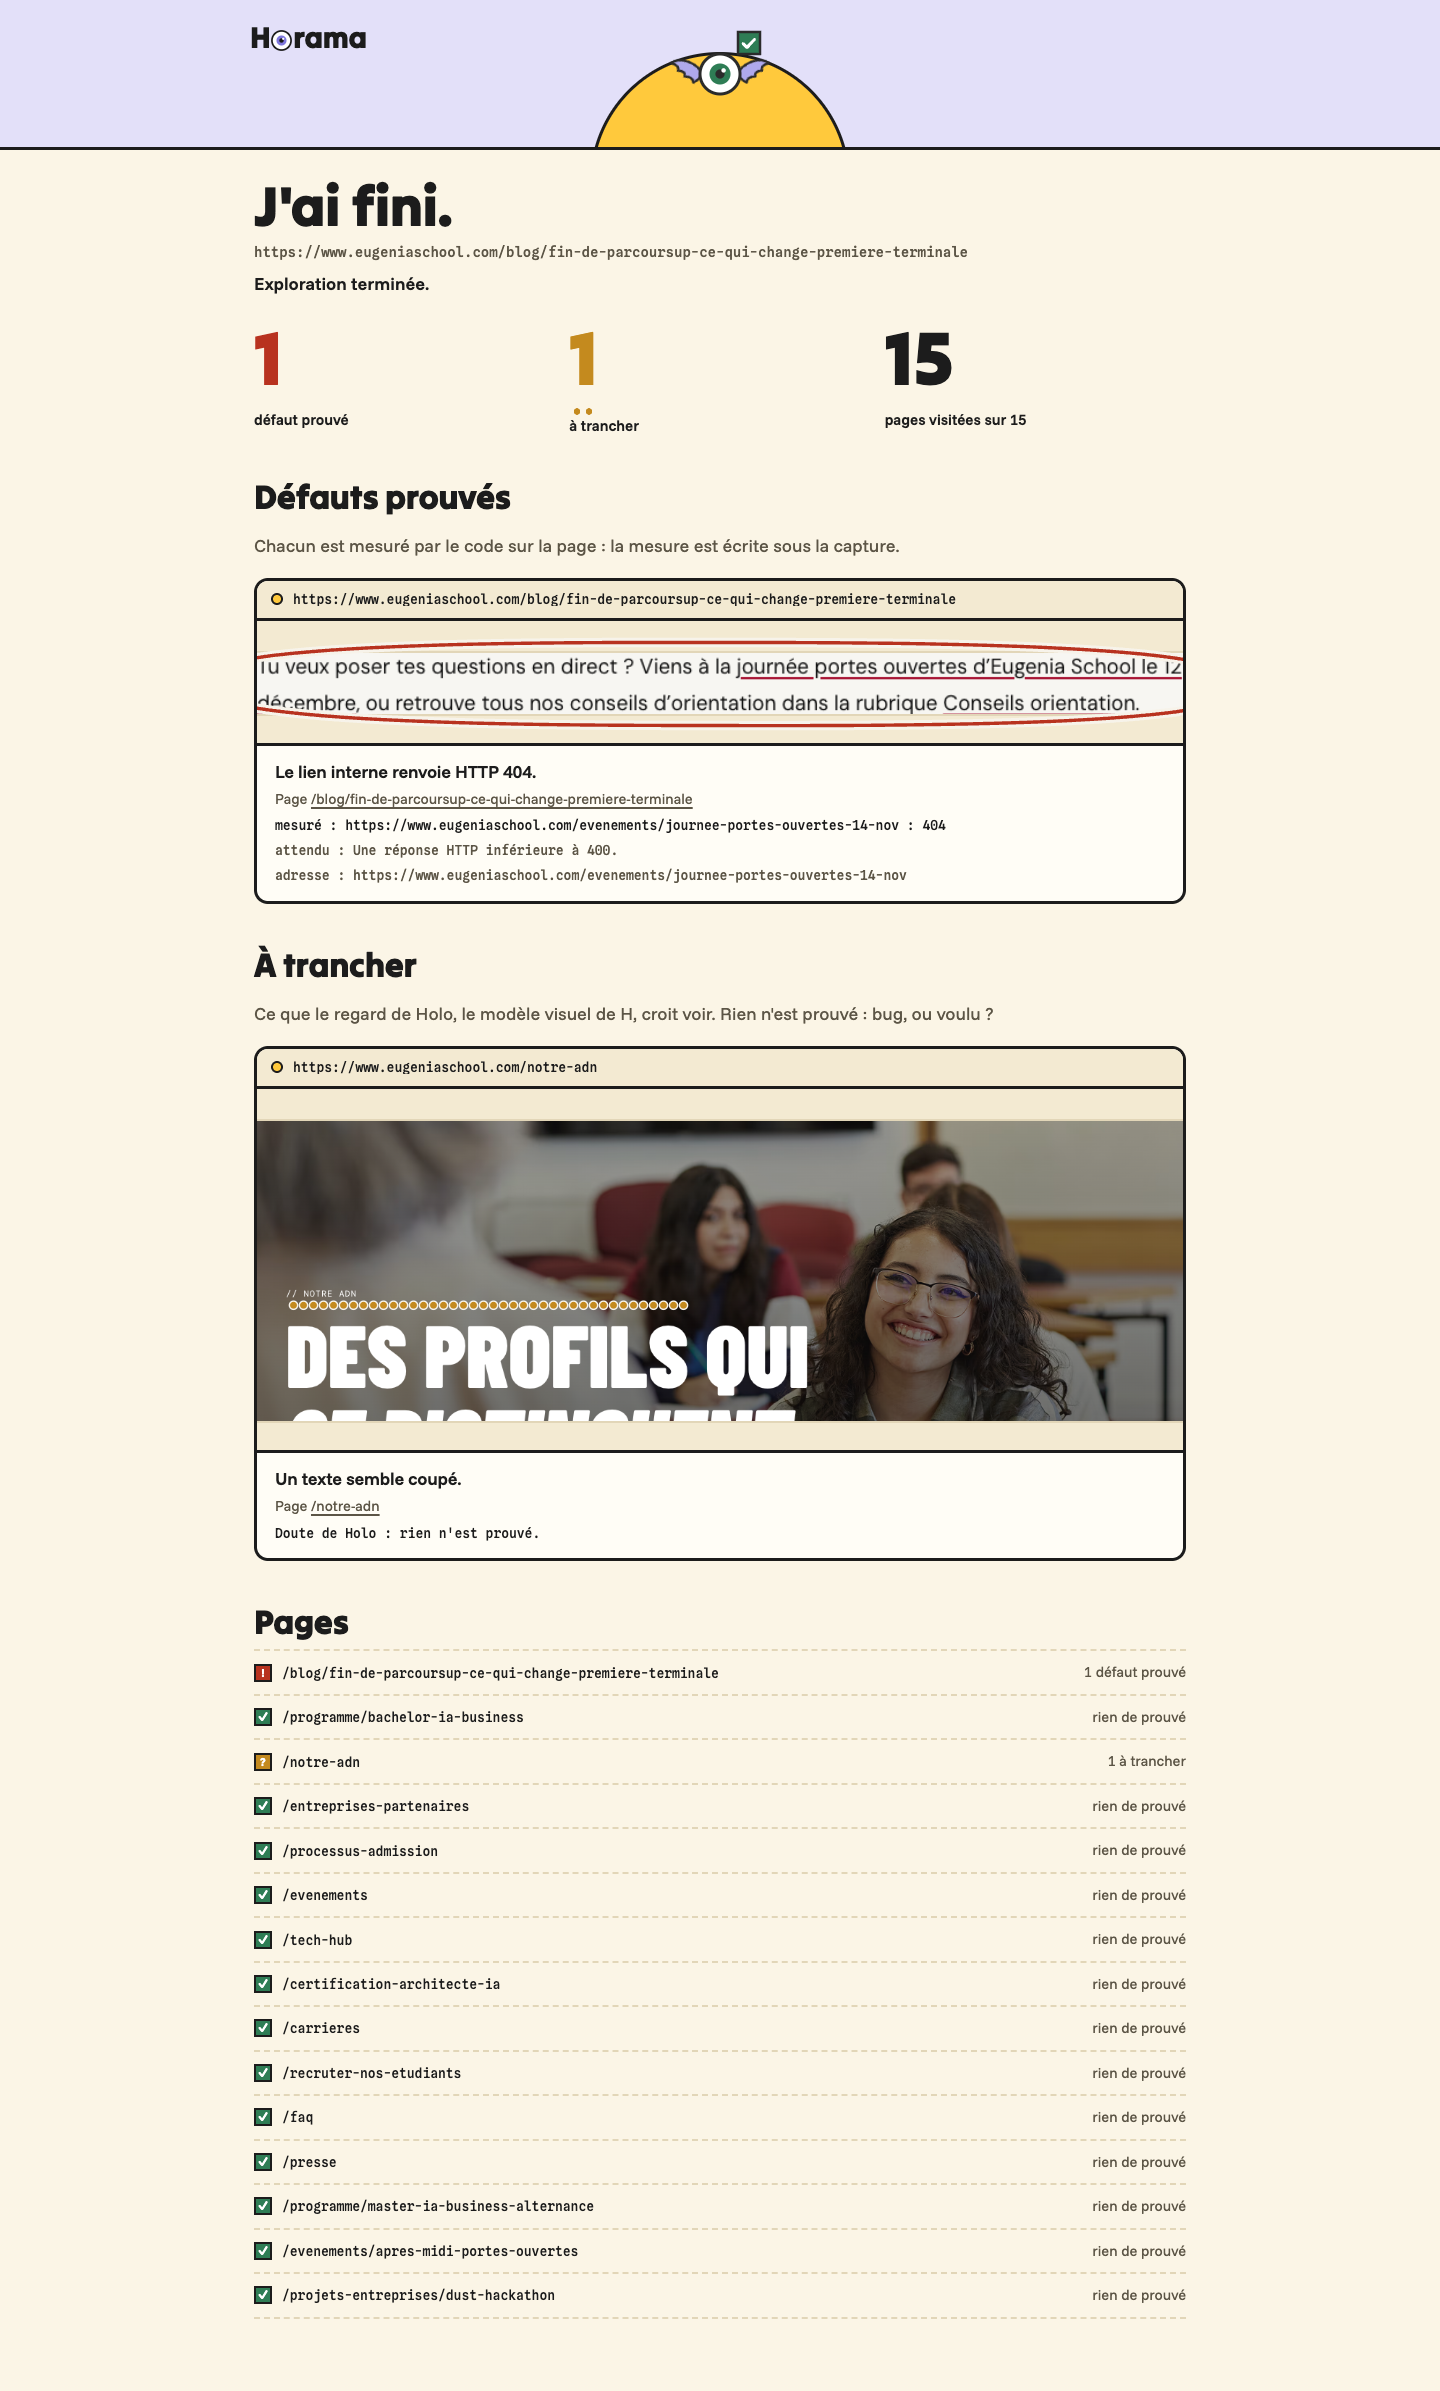 Horama
J'ai fini.
https://www.eugeniaschool.com/blog/fin-de-parcoursup-ce-qui-change-premiere-terminale
Exploration terminée.
1
défaut prouvé
1
à trancher
15
pages visitées sur 15
Défauts prouvés
Chacun est mesuré par le code sur la page : la mesure est écrite sous la capture.
https://www.eugeniaschool.com/blog/fin-de-parcoursup-ce-qui-change-premiere-terminale
Tu veux poser tes questions en direct ? Viens à la journée portes ouvertes d'Eugenia School le 12
décembre, ou retrouve tous nos conseils d'orientation dans la rubrique Conseils orientation.
Le lien interne renvoie HTTP 404.
Page /blog/fin-de-parcoursup-ce-qui-change-premiere-terminale
mesuré : https://www.eugeniaschool.com/evenements/journee-portes-ouvertes-14-nov : 404
attendu : Une réponse HTTP inférieure à 400.
adresse : https://www.eugeniaschool.com/evenements/journee-portes-ouvertes-14-nov
À trancher
Ce que le regard de Holo, le modèle visuel de H, croit voir. Rien n'est prouvé : bug, ou voulu ?
https://www.eugeniaschool.com/notre-adn
// NOTRE ADN
DES PROFILS QUI
SE DISTINGUENT
Un texte semble coupé.
Page /notre-adn
Doute de Holo : rien n'est prouvé.
Pages
! /blog/fin-de-parcoursup-ce-qui-change-premiere-terminale 1 défaut prouvé
/programme/bachelor-ia-business rien de prouvé
? /notre-adn 1 à trancher
/entreprises-partenaires rien de prouvé
/processus-admission rien de prouvé
/evenements rien de prouvé
/tech-hub rien de prouvé
/certification-architecte-ia rien de prouvé
/carrieres rien de prouvé
/recruter-nos-etudiants rien de prouvé
/faq rien de prouvé
/presse rien de prouvé
/programme/master-ia-business-alternance rien de prouvé
/evenements/apres-midi-portes-ouvertes rien de prouvé
/projets-entreprises/dust-hackathon rien de prouvé